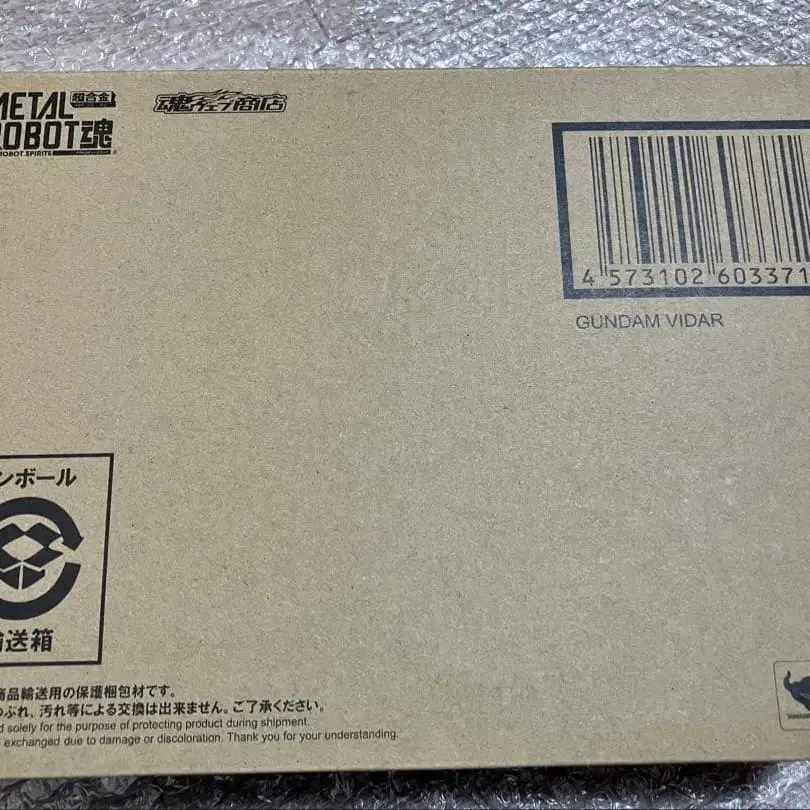 METAL 超合金
ROBOT魂
ROBOT SPIRITS
魂ウェブ商店
4 573102 603371
GUNDAM VIDAR
ンボール
輸送箱
商品輸送用の保護梱包材です。
つぶれ、汚れ等による交換は出来ません。ご了承ください。
d solely for the purpose of protecting product during shipment.
exchanged due to damage or discoloration. Thank you for your understanding.